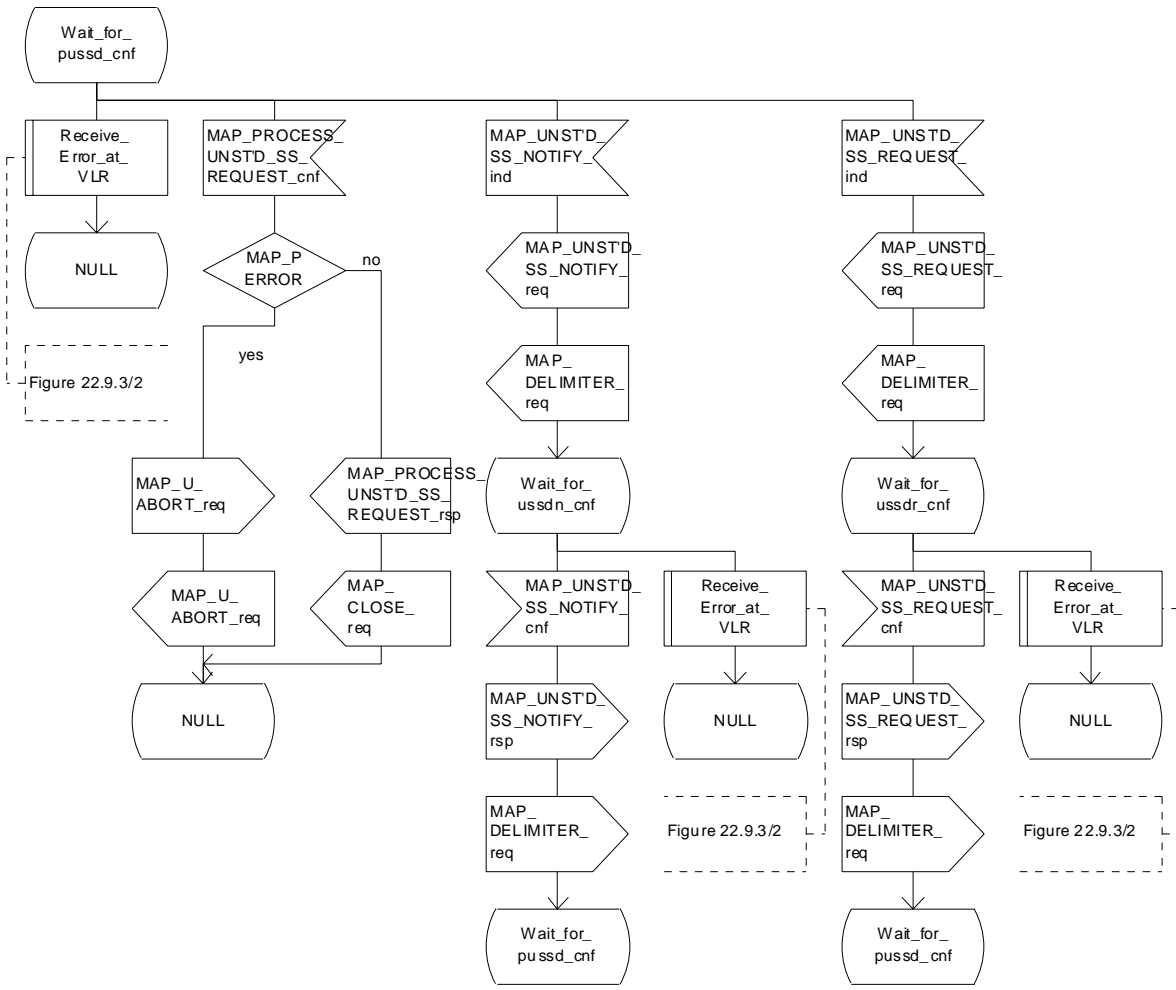 Wait_for_
pussd_cnf
Receive_
Error_at_
VLR
MAP_PROCESS_
UNST'D_SS_
REQUEST_cnf
MAP_UNST'D_
SS_NOTIFY_
ind
MAP_UNST'D_
SS_REQUEST_
ind
NULL
MAP_P
ERROR
no
MAP_UNST'D_
SS_NOTIFY_
req
MAP_UNST'D_
SS_REQUEST_
req
yes
Figure 22.9.3/2
MAP_
DELIMITER_
req
MAP_
DELIMITER_
req
MAP_U_
ABORT_req
MAP_PROCESS_
UNST'D_SS_
REQUEST_rsp
Wait_for_
ussdn_cnf
Wait_for_
ussdr_cnf
MAP_U_
ABORT_req
MAP_
CLOSE_
req
MAP_UNST'D_
SS_NOTIFY_
cnf
Receive_
Error_at_
VLR
MAP_UNST'D_
SS_REQUEST_
cnf
Receive_
Error_at_
VLR
NULL
MAP_UNST'D_
SS_NOTIFY_
rsp
NULL
MAP_UNST'D_
SS_REQUEST_
rsp
NULL
MAP_
DELIMITER_
req
Figure 22.9.3/2
MAP_
DELIMITER_
req
Figure 22.9.3/2
Wait_for_
pussd_cnf
Wait_for_
pussd_cnf